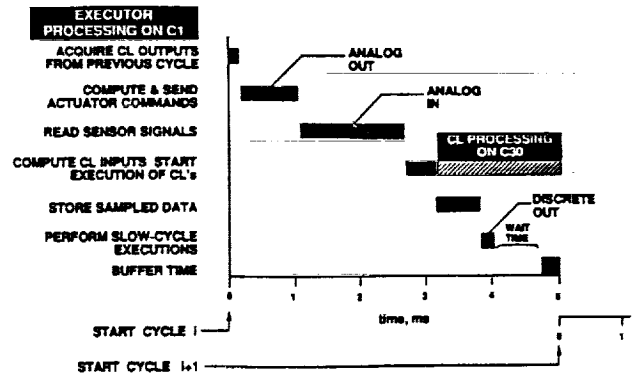 EXECUTOR
PROCESSING ON C1
ACQUIRE CL OUTPUTS
FROM PREVIOUS CYCLE
ANALOG
OUT
COMPUTE & SEND
ACTUATOR COMMANDS
ANALOG
IN
READ SENSOR SIGNALS
CL PROCESSING
ON C30
COMPUTE CL INPUTS START
EXECUTION OF CL's
STORE SAMPLED DATA
DISCRETE
OUT
PERFORM SLOW-CYCLE
EXECUTIONS
WAIT
TIME
BUFFER TIME
0 1 2 3 4 5
time, ms
START CYCLE i
0 1
START CYCLE i+1